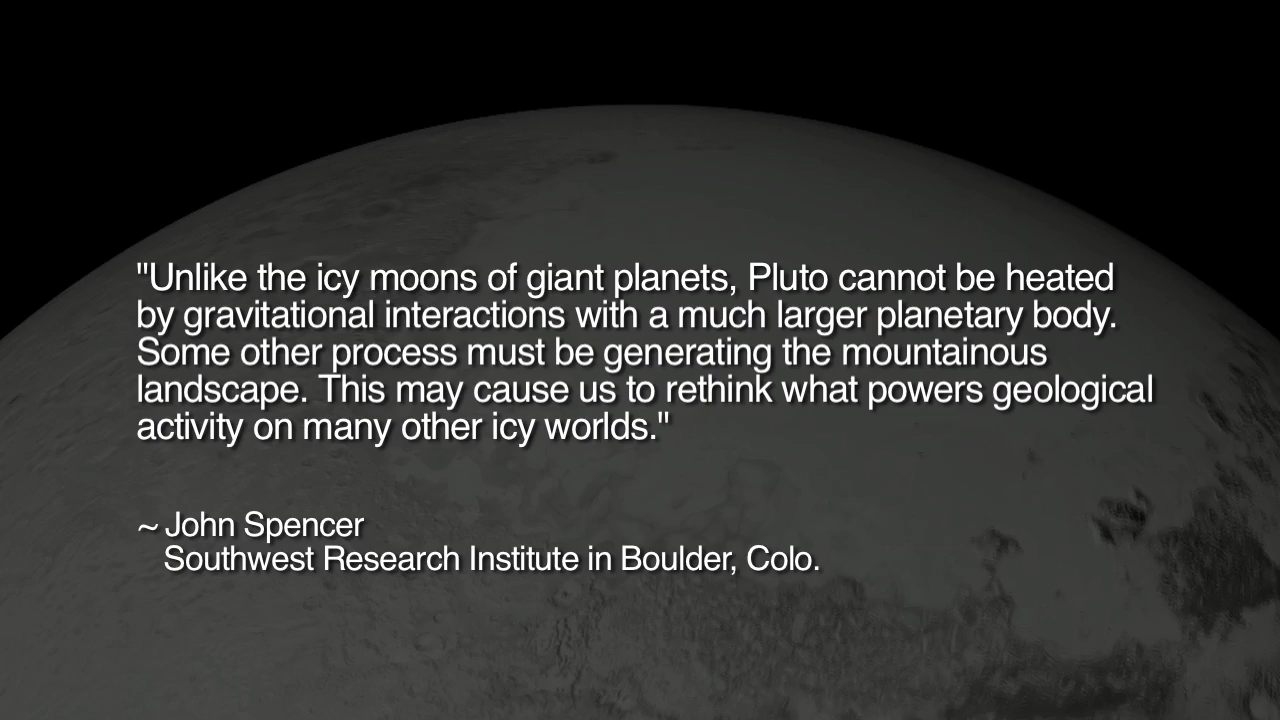 "Unlike the icy moons of giant planets, Pluto cannot be heated
by gravitational interactions with a much larger planetary body.
Some other process must be generating the mountainous
landscape. This may cause us to rethink what powers geological
activity on many other icy worlds."
~ John Spencer
Southwest Research Institute in Boulder, Colo.